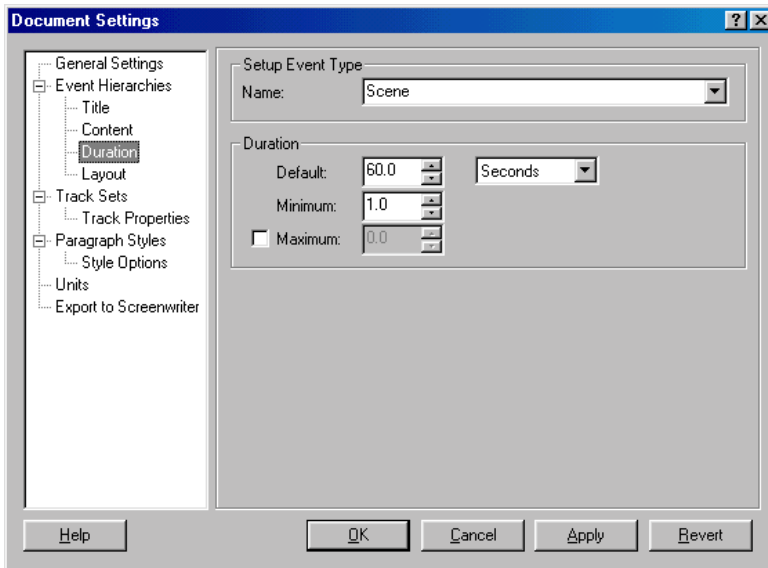 Document Settings
General Settings
Event Hierarchies
Title
Content
Duration
Layout
Track Sets
Track Properties
Paragraph Styles
Style Options
Units
Export to Screenwriter
Setup Event Type
Name: Scene
Duration
Default: 60.0 Seconds
Minimum: 1.0
Maximum: 0.0
Help OK Cancel Apply Revert